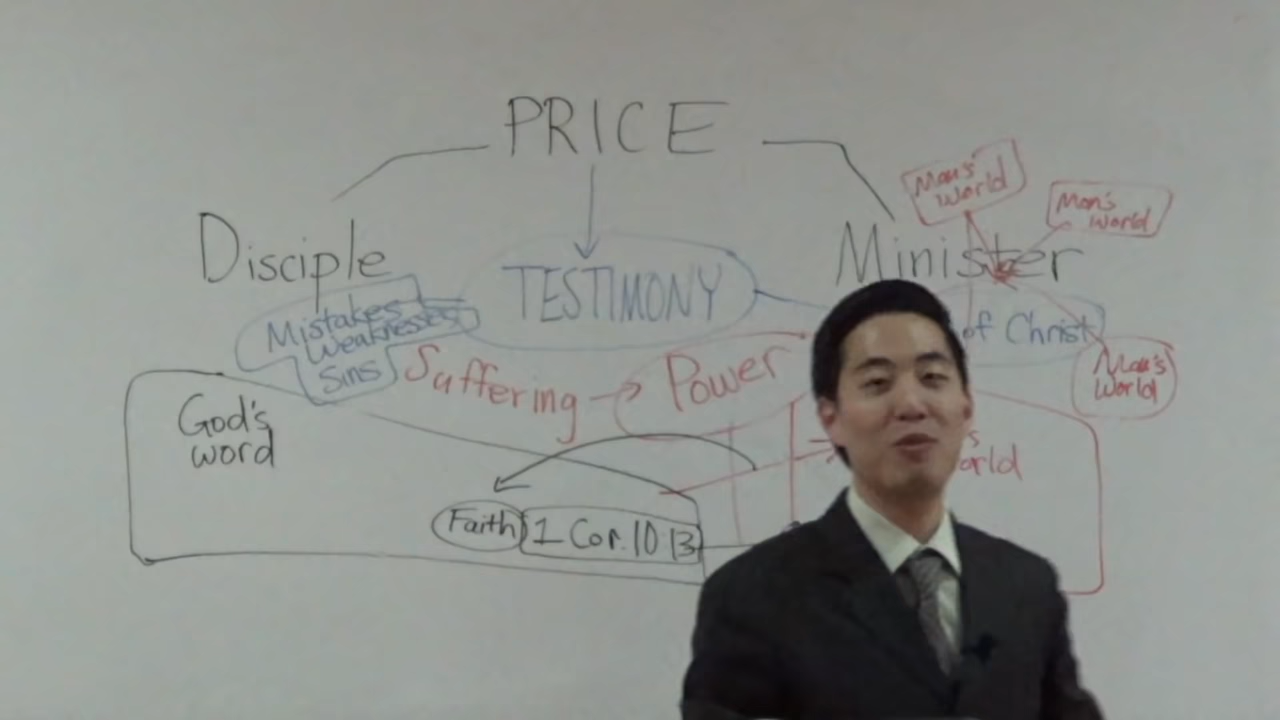 PRICE
Man's
World
Man's
World
Disciple
TESTIMONY
Minister
Mistakes
Weaknesses
Sins
of Christ
Suffering
Power
Man's
World
God's
word
s
orld
Faith 1 Cor. 10 13